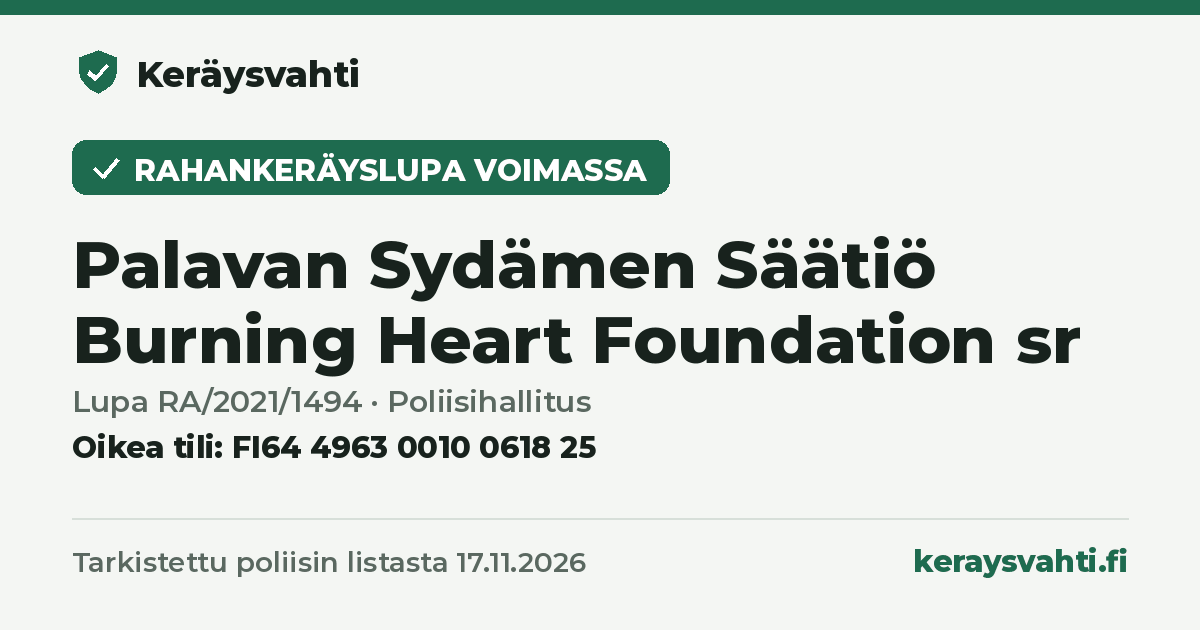 Keräysvahti
RAHANKERÄYSLUPA VOIMASSA
Palavan Sydämen Säätiö
Burning Heart Foundation sr
Lupa RA/2021/1494 · Poliisihallitus
Oikea tili: FI64 4963 0010 0618 25
Tarkistettu poliisin listasta 17.11.2026
keraysvahti.fi